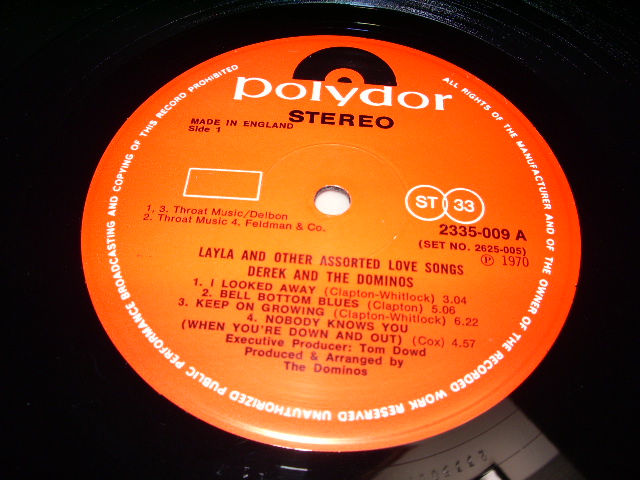 polydor
STEREO
MADE IN ENGLAND
Side 1
1, 3. Throat Music/Delbon
2. Throat Music 4. Feldman & Co.
ST 33
2335-009 A
(SET NO. 2625-005)
Ⓟ 1970
LAYLA AND OTHER ASSORTED LOVE SONGS
DEREK AND THE DOMINOS
1. I LOOKED AWAY (Clapton-Whitlock) 3.04
2. BELL BOTTOM BLUES (Clapton) 5.06
3. KEEP ON GROWING (Clapton-Whitlock) 6.22
4. NOBODY KNOWS YOU
(WHEN YOU'RE DOWN AND OUT) (Cox) 4.57
Executive Producer: Tom Dowd
Produced & Arranged by
The Dominos
ALL RIGHTS OF THE MANUFACTURER AND OF THE OWNER OF THE RECORDED WORK RESERVED UNAUTHORIZED PUBLIC PERFORMANCE BROADCASTING AND COPYING OF THIS RECORD PROHIBITED